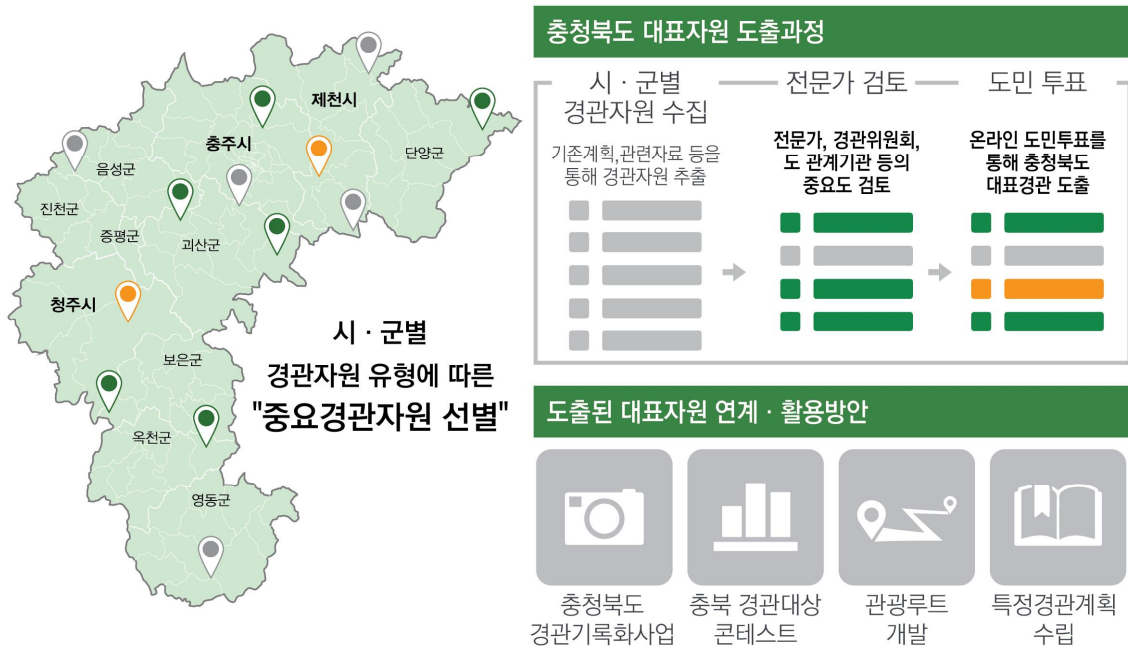 제천시
충주시
단양군
음성군
진천군
증평군
괴산군
청주시
보은군
옥천군
영동군
시 · 군별
경관자원 유형에 따른
"중요경관자원 선별"
충청북도 대표자원 도출과정
시 · 군별
경관자원 수집
기존계획,관련자료 등을
통해 경관자원 추출
전문가 검토
전문가, 경관위원회,
도 관계기관 등의
중요도 검토
도민 투표
온라인 도민투표를
통해 충청북도
대표경관 도출
도출된 대표자원 연계 · 활용방안
충청북도
경관기록화사업
충북 경관대상
콘테스트
관광루트
개발
특정경관계획
수립